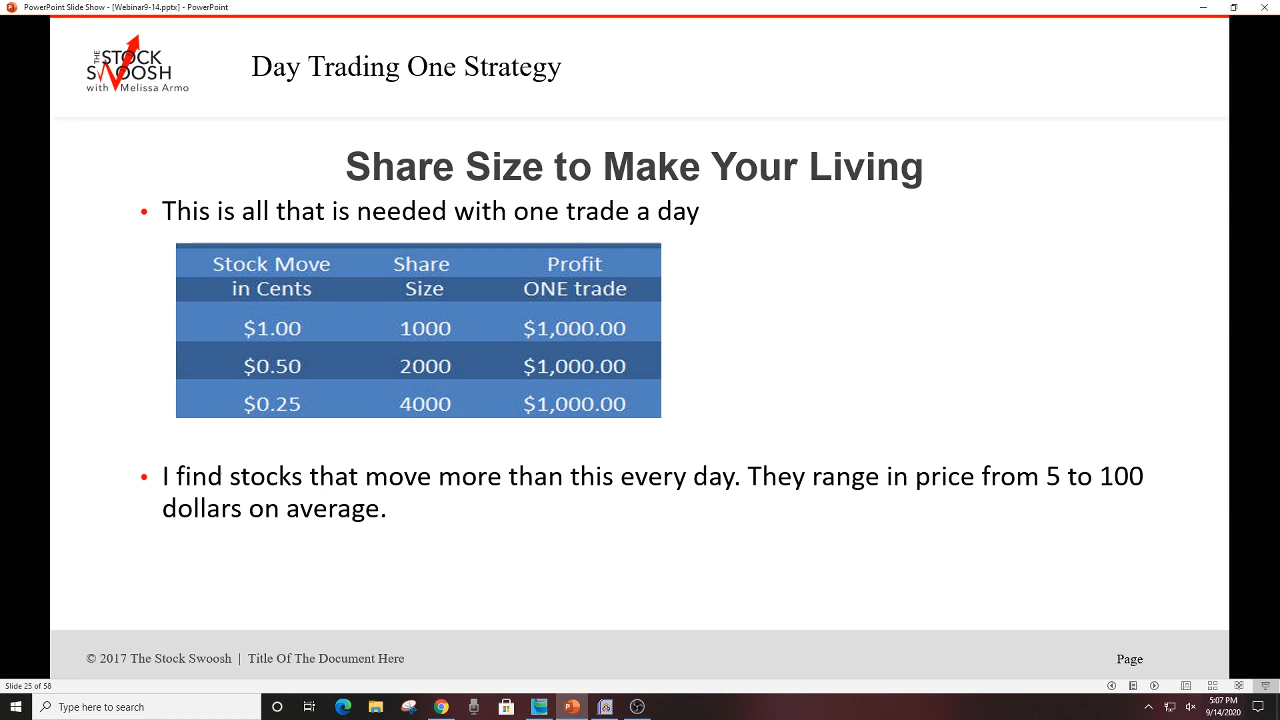 PowerPoint Slide Show - [Webinar9-14.pptx] - PowerPoint
THE
STOCK
SWOOSH
with Melissa Armo
Day Trading One Strategy
Share Size to Make Your Living
• This is all that is needed with one trade a day
Stock Move Share Profit
in Cents Size ONE trade
$1.00 1000 $1,000.00
$0.50 2000 $1,000.00
$0.25 4000 $1,000.00
• I find stocks that move more than this every day. They range in price from 5 to 100
dollars on average.
© 2017 The Stock Swoosh | Title Of The Document Here
Page
Slide 25 of 58
Type here to search
5:07 PM
9/14/2020